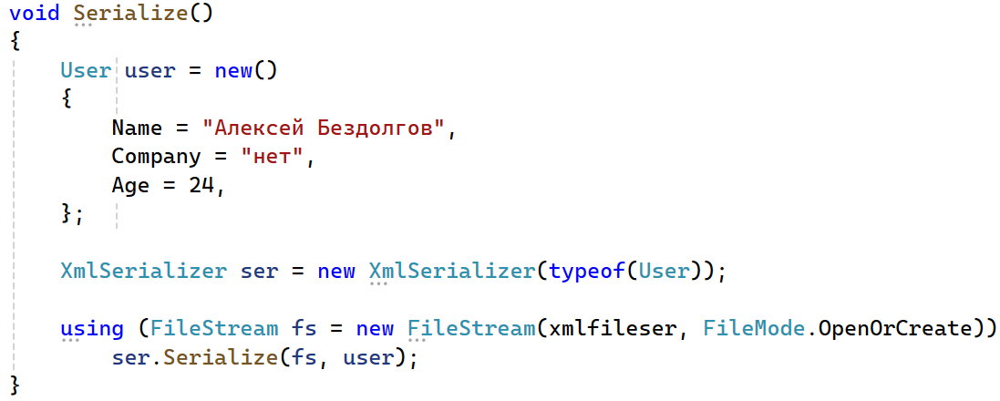 void Serialize()
{
    User user = new()
    {
        Name = "Алексей Бездолгов",
        Company = "нет",
        Age = 24,
    };

    XmlSerializer ser = new XmlSerializer(typeof(User));

    using (FileStream fs = new FileStream(xmlfileser, FileMode.OpenOrCreate))
        ser.Serialize(fs, user);
}